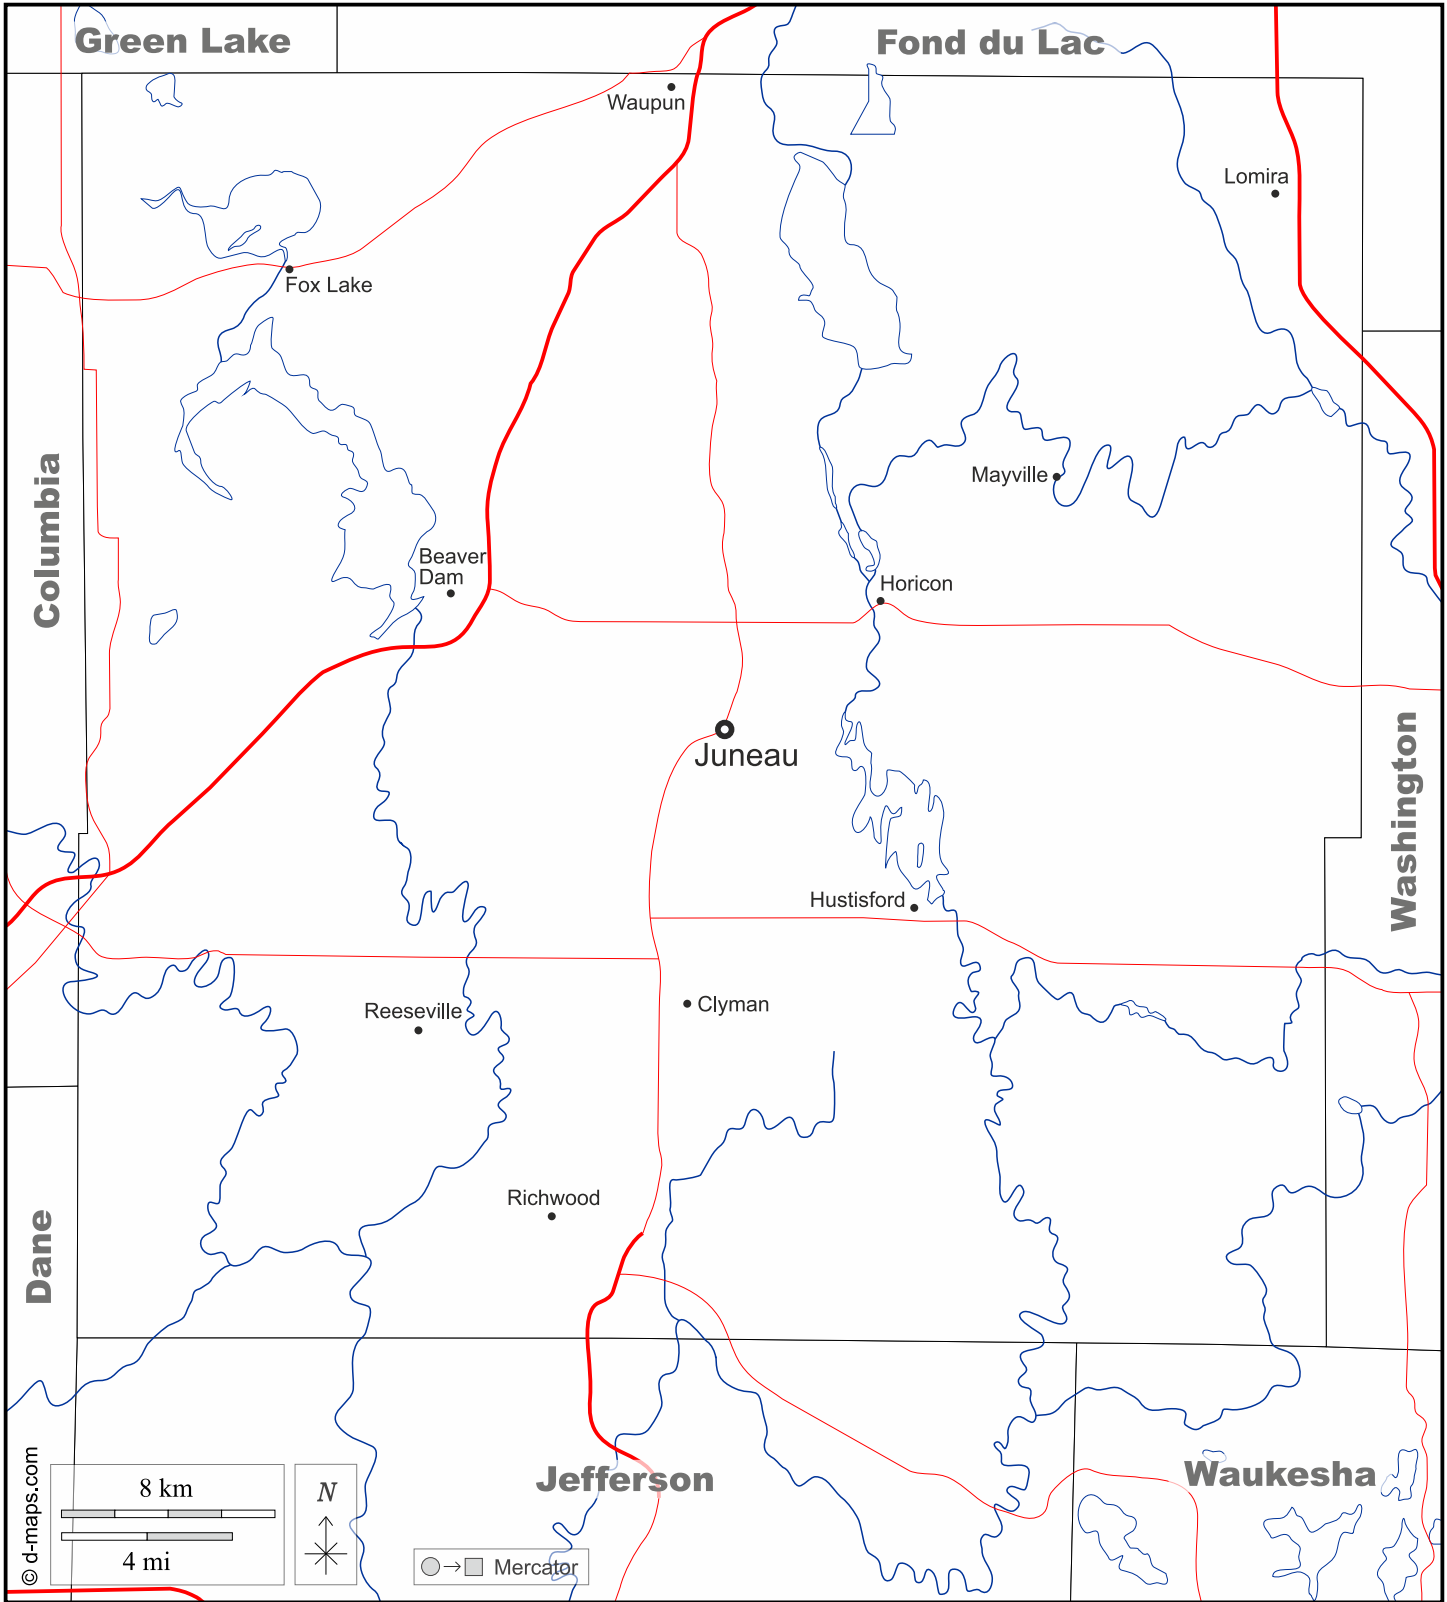 Green Lake
Fond du Lac
Waupun
Lomira
Fox Lake
Columbia
Mayville
Beaver
Dam
Horicon
Juneau
Washington
Hustisford
Reeseville
Clyman
Richwood
Dane
Jefferson
Waukesha
© d-maps.com
8 km
4 mi
N
Mercator